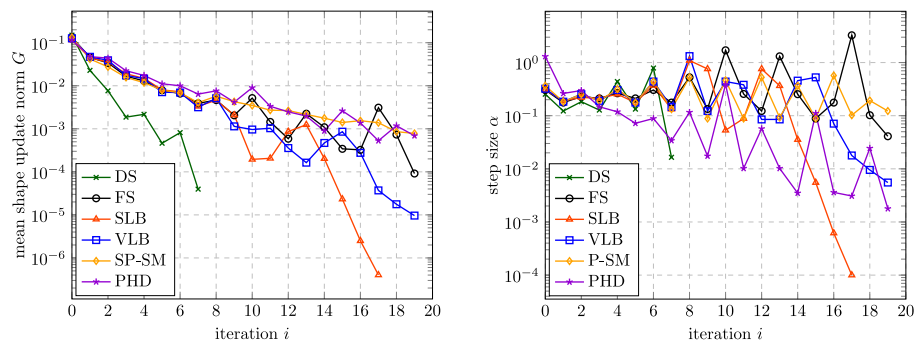 10⁻¹
10⁻²
10⁻³
10⁻⁴
10⁻⁵
10⁻⁶
mean shape update norm G
DS
FS
SLB
VLB
SP-SM
PHD
0 2 4 6 8 10 12 14 16 18 20
iteration i
10⁰
10⁻¹
10⁻²
10⁻³
10⁻⁴
step size α
DS
FS
SLB
VLB
P-SM
PHD
0 2 4 6 8 10 12 14 16 18 20
iteration i